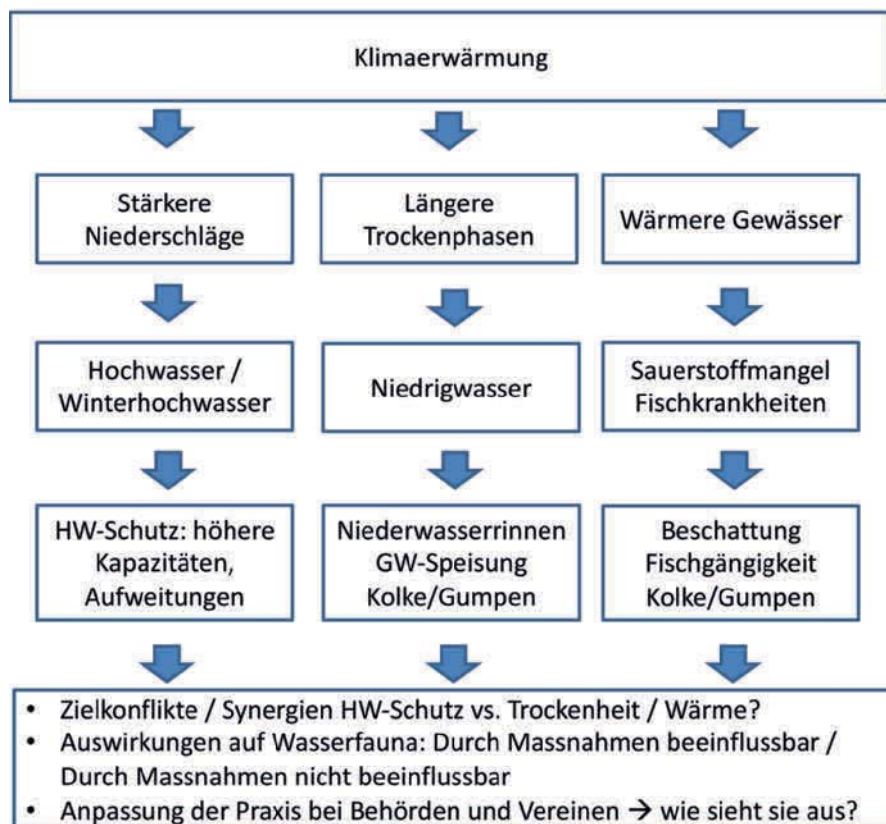 Klimaerwärmung
Stärkere
Niederschläge
Längere
Trockenphasen
Wärmere Gewässer
Hochwasser /
Winterhochwasser
Niedrigwasser
Sauerstoffmangel
Fischkrankheiten
HW-Schutz: höhere
Kapazitäten,
Aufweitungen
Niederwasserrinnen
GW-Speisung
Kolke/Gumpen
Beschattung
Fischgängigkeit
Kolke/Gumpen
• Zielkonflikte / Synergien HW-Schutz vs. Trockenheit / Wärme?
• Auswirkungen auf Wasserfauna: Durch Massnahmen beeinflussbar /
Durch Massnahmen nicht beeinflussbar
• Anpassung der Praxis bei Behörden und Vereinen → wie sieht sie aus?